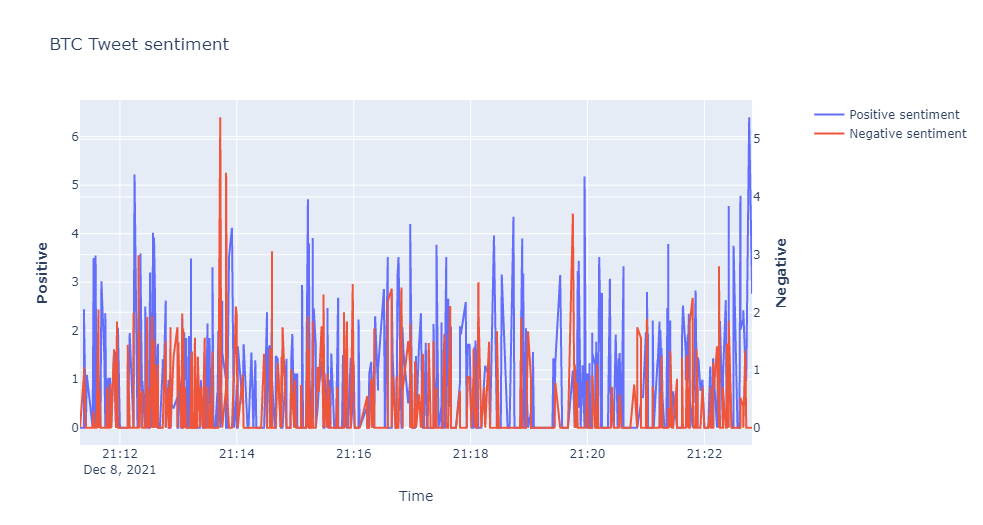 BTC Tweet sentiment
Positive sentiment
Negative sentiment
6
5
4
3
2
1
0
Positive
5
4
3
2
1
0
Negative
21:12 21:14 21:16 21:18 21:20 21:22
Dec 8, 2021
Time